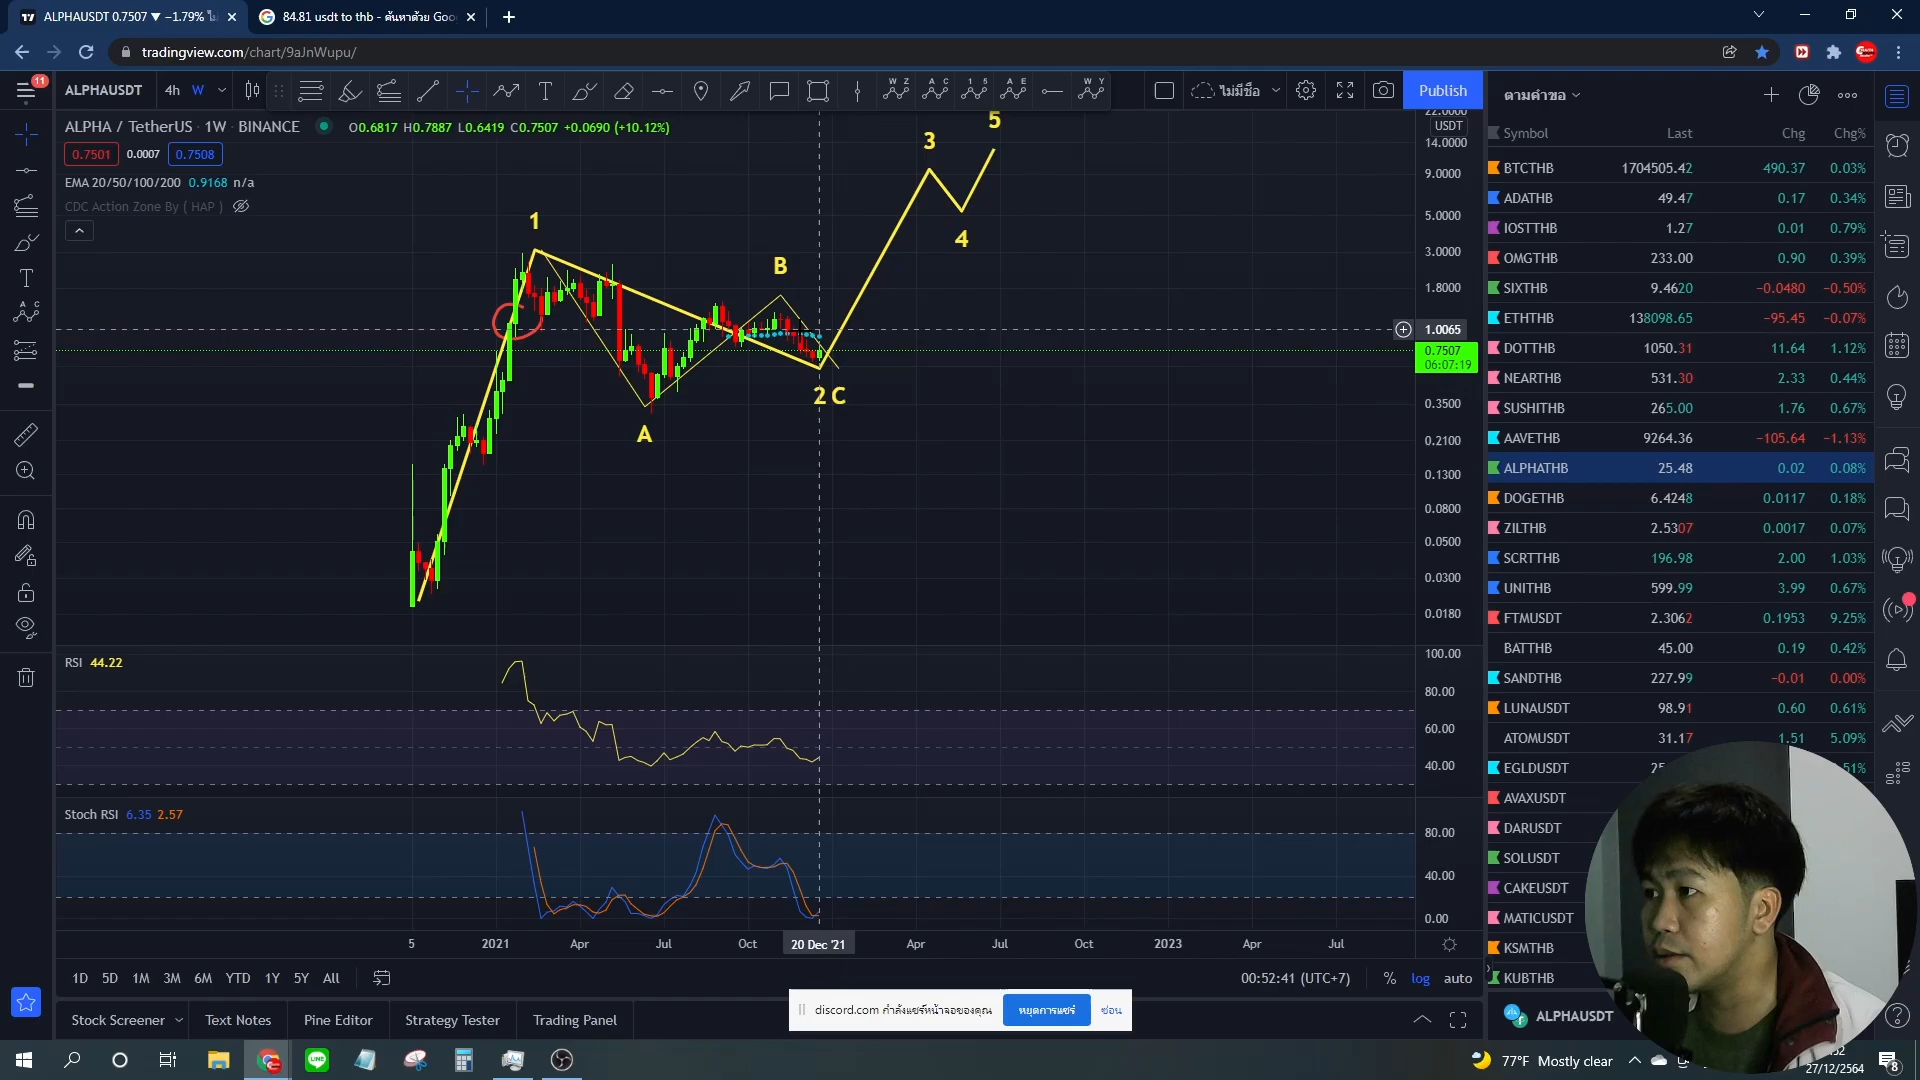 ALPHAUSDT 0.7507 ▼ −1.79% ไม
84.81 usdt to thb - ค้นหาด้วย Goo
tradingview.com/chart/9aJnWupu/
11
ALPHAUSDT 4h W
ไม่มีชื่อ
Publish
ALPHA / TetherUS · 1W · BINANCE O0.6817 H0.7887 L0.6419 C0.7507 +0.0690 (+10.12%)
0.7501 0.0007 0.7508
EMA 20/50/100/200 0.9168 n/a
CDC Action Zone By ( HAP )
1
A
B
2 C
3
4
5
22.0000
USDT
14.0000
9.0000
5.0000
3.0000
1.8000
1.0065
0.7507
06:07:19
0.3500
0.2100
0.1300
0.0800
0.0500
0.0300
0.0180
RSI 44.22
100.00
80.00
60.00
40.00
Stoch RSI 6.35 2.57
80.00
40.00
0.00
5 2021 Apr Jul Oct 20 Dec '21 Apr Jul Oct 2023 Apr Jul
1D 5D 1M 3M 6M YTD 1Y 5Y All
00:52:41 (UTC+7) % log auto
discord.com กำลังแชร์หน้าจอของคุณ หยุดการแชร์ ซ่อน
Stock Screener Text Notes Pine Editor Strategy Tester Trading Panel
ตามคำขอ
Symbol Last Chg Chg%
BTCTHB 1704505.42 490.37 0.03%
ADATHB 49.47 0.17 0.34%
IOSTTHB 1.27 0.01 0.79%
OMGTHB 233.00 0.90 0.39%
SIXTHB 9.4620 −0.0480 −0.50%
ETHTHB 138098.65 −95.45 −0.07%
DOTTHB 1050.31 11.64 1.12%
NEARTHB 531.30 2.33 0.44%
SUSHITHB 265.00 1.76 0.67%
AAVETHB 9264.36 −105.64 −1.13%
ALPHATHB 25.48 0.02 0.08%
DOGETHB 6.4248 0.0117 0.18%
ZILTHB 2.5307 0.0017 0.07%
SCRTTHB 196.98 2.00 1.03%
UNITHB 599.99 3.99 0.67%
FTMUSDT 2.3062 0.1953 9.25%
BATTHB 45.00 0.19 0.42%
SANDTHB 227.99 −0.01 0.00%
LUNAUSDT 98.91 0.60 0.61%
ATOMUSDT 31.17 1.51 5.09%
EGLDUSDT
AVAXUSDT
DARUSDT
SOLUSDT
CAKEUSDT
MATICUSDT
KSMTHB
KUBTHB
ALPHAUSDT
77°F Mostly clear
27/12/2564
8